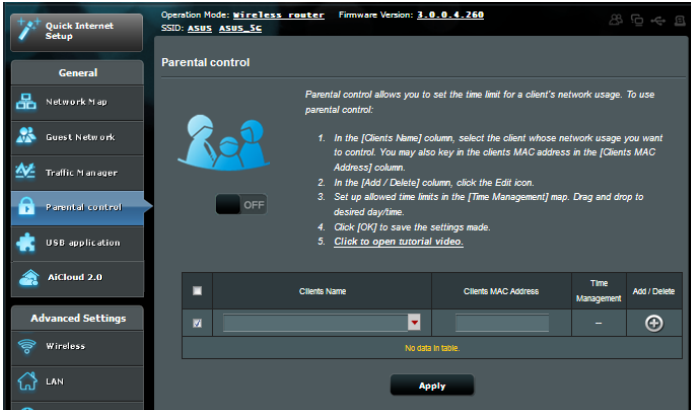 Quick Internet
Setup
Operation Mode: Wireless router Firmware Version: 3.0.0.4.260
SSID: ASUS ASUS_5G
General
Network Map
Guest Network
Traffic Manager
Parental control
USB application
AiCloud 2.0
Advanced Settings
Wireless
LAN
Parental control
Parental control allows you to set the time limit for a client's network usage. To use
parental control:
1. In the [Clients Name] column, select the client whose network usage you want
to control. You may also key in the clients MAC address in the [Clients MAC
Address] column.
2. In the [Add / Delete] column, click the Edit icon.
3. Set up allowed time limits in the [Time Management] map. Drag and drop to
desired day/time.
4. Click [OK] to save the settings made.
5. Click to open tutorial video.
OFF
Clients Name Clients MAC Address Time Management Add / Delete
--
No data in table.
Apply